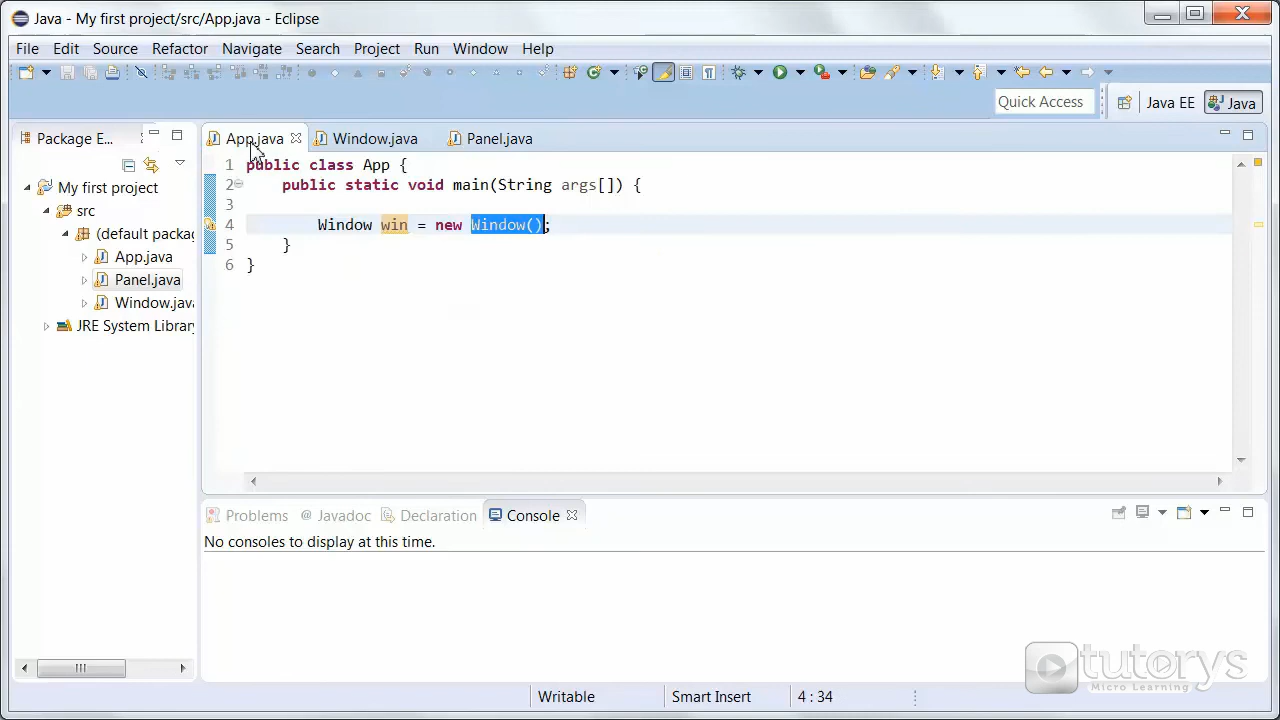 Java - My first project/src/App.java - Eclipse
File Edit Source Refactor Navigate Search Project Run Window Help
Quick Access
Java EE
Java
Package E...
App.java
Window.java
Panel.java
My first project
src
(default packag
App.java
Panel.java
Window.java
JRE System Library
1 public class App {
2 public static void main(String args[]) {
3
4 Window win = new Window();
5 }
6 }
Problems @ Javadoc Declaration Console
No consoles to display at this time.
Writable Smart Insert 4 : 34
tutorys
Micro Learning